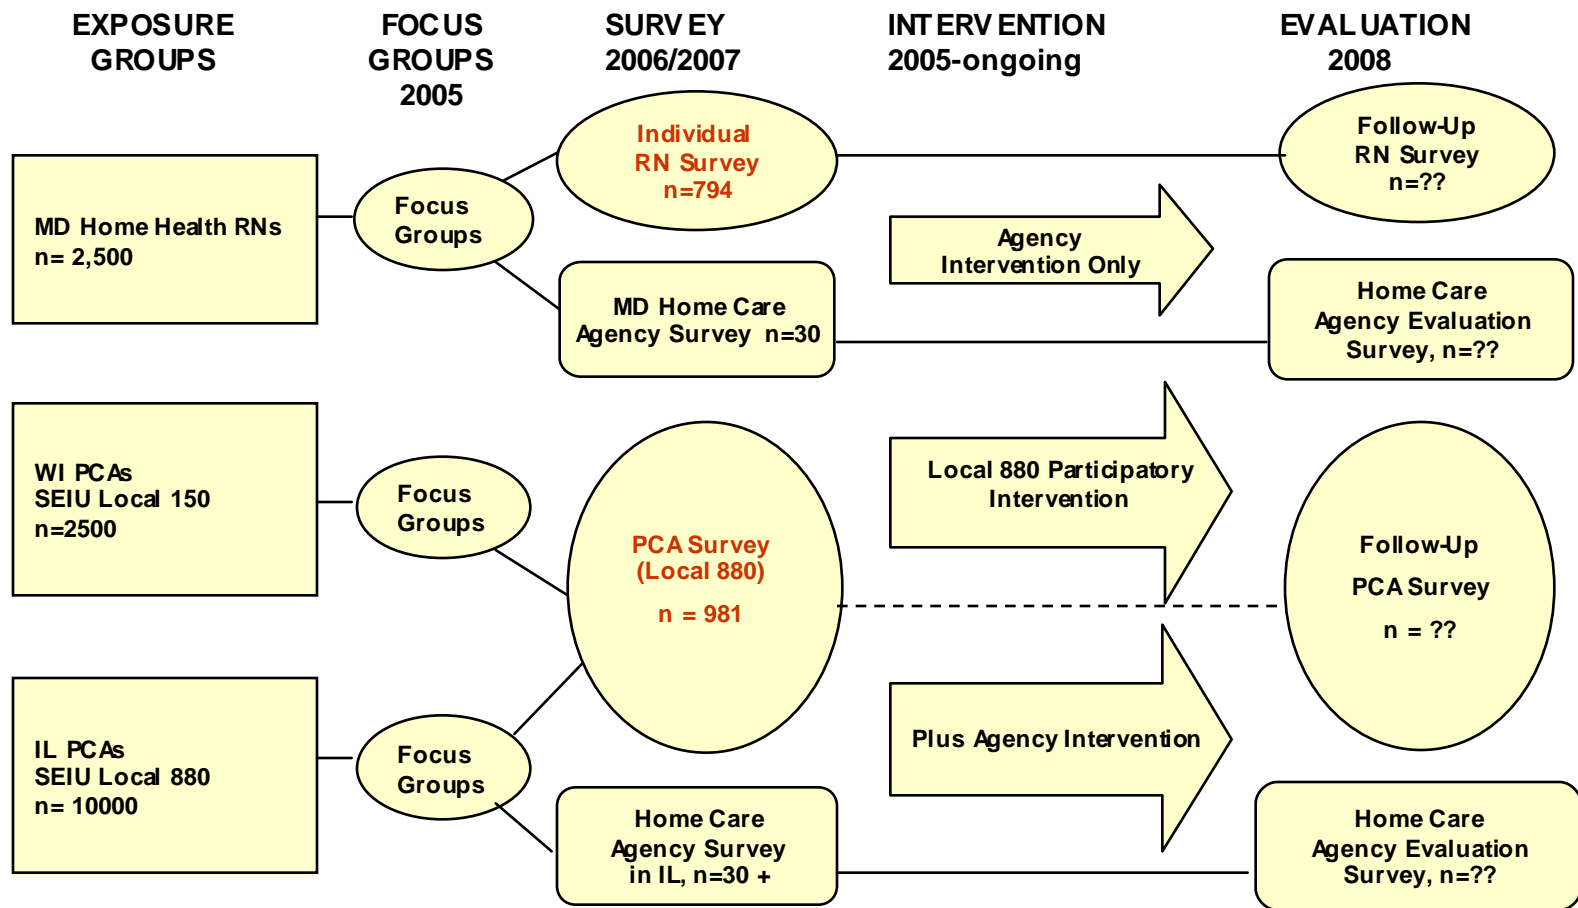 EXPOSURE
GROUPS
FOCUS
GROUPS
2005
SURVEY
2006/2007
INTERVENTION
2005-ongoing
EVALUATION
2008
MD Home Health RNs
n= 2,500
Focus
Groups
Individual
RN Survey
n=794
MD Home Care
Agency Survey n=30
Agency
Intervention Only
Follow-Up
RN Survey
n=??
Home Care
Agency Evaluation
Survey, n=??
WI PCAs
SEIU Local 150
n=2500
Focus
Groups
PCA Survey
(Local 880)
n = 981
Local 880 Participatory
Intervention
Follow-Up
PCA Survey
n = ??
IL PCAs
SEIU Local 880
n= 10000
Focus
Groups
Home Care
Agency Survey
in IL, n=30 +
Plus Agency Intervention
Home Care
Agency Evaluation
Survey, n=??